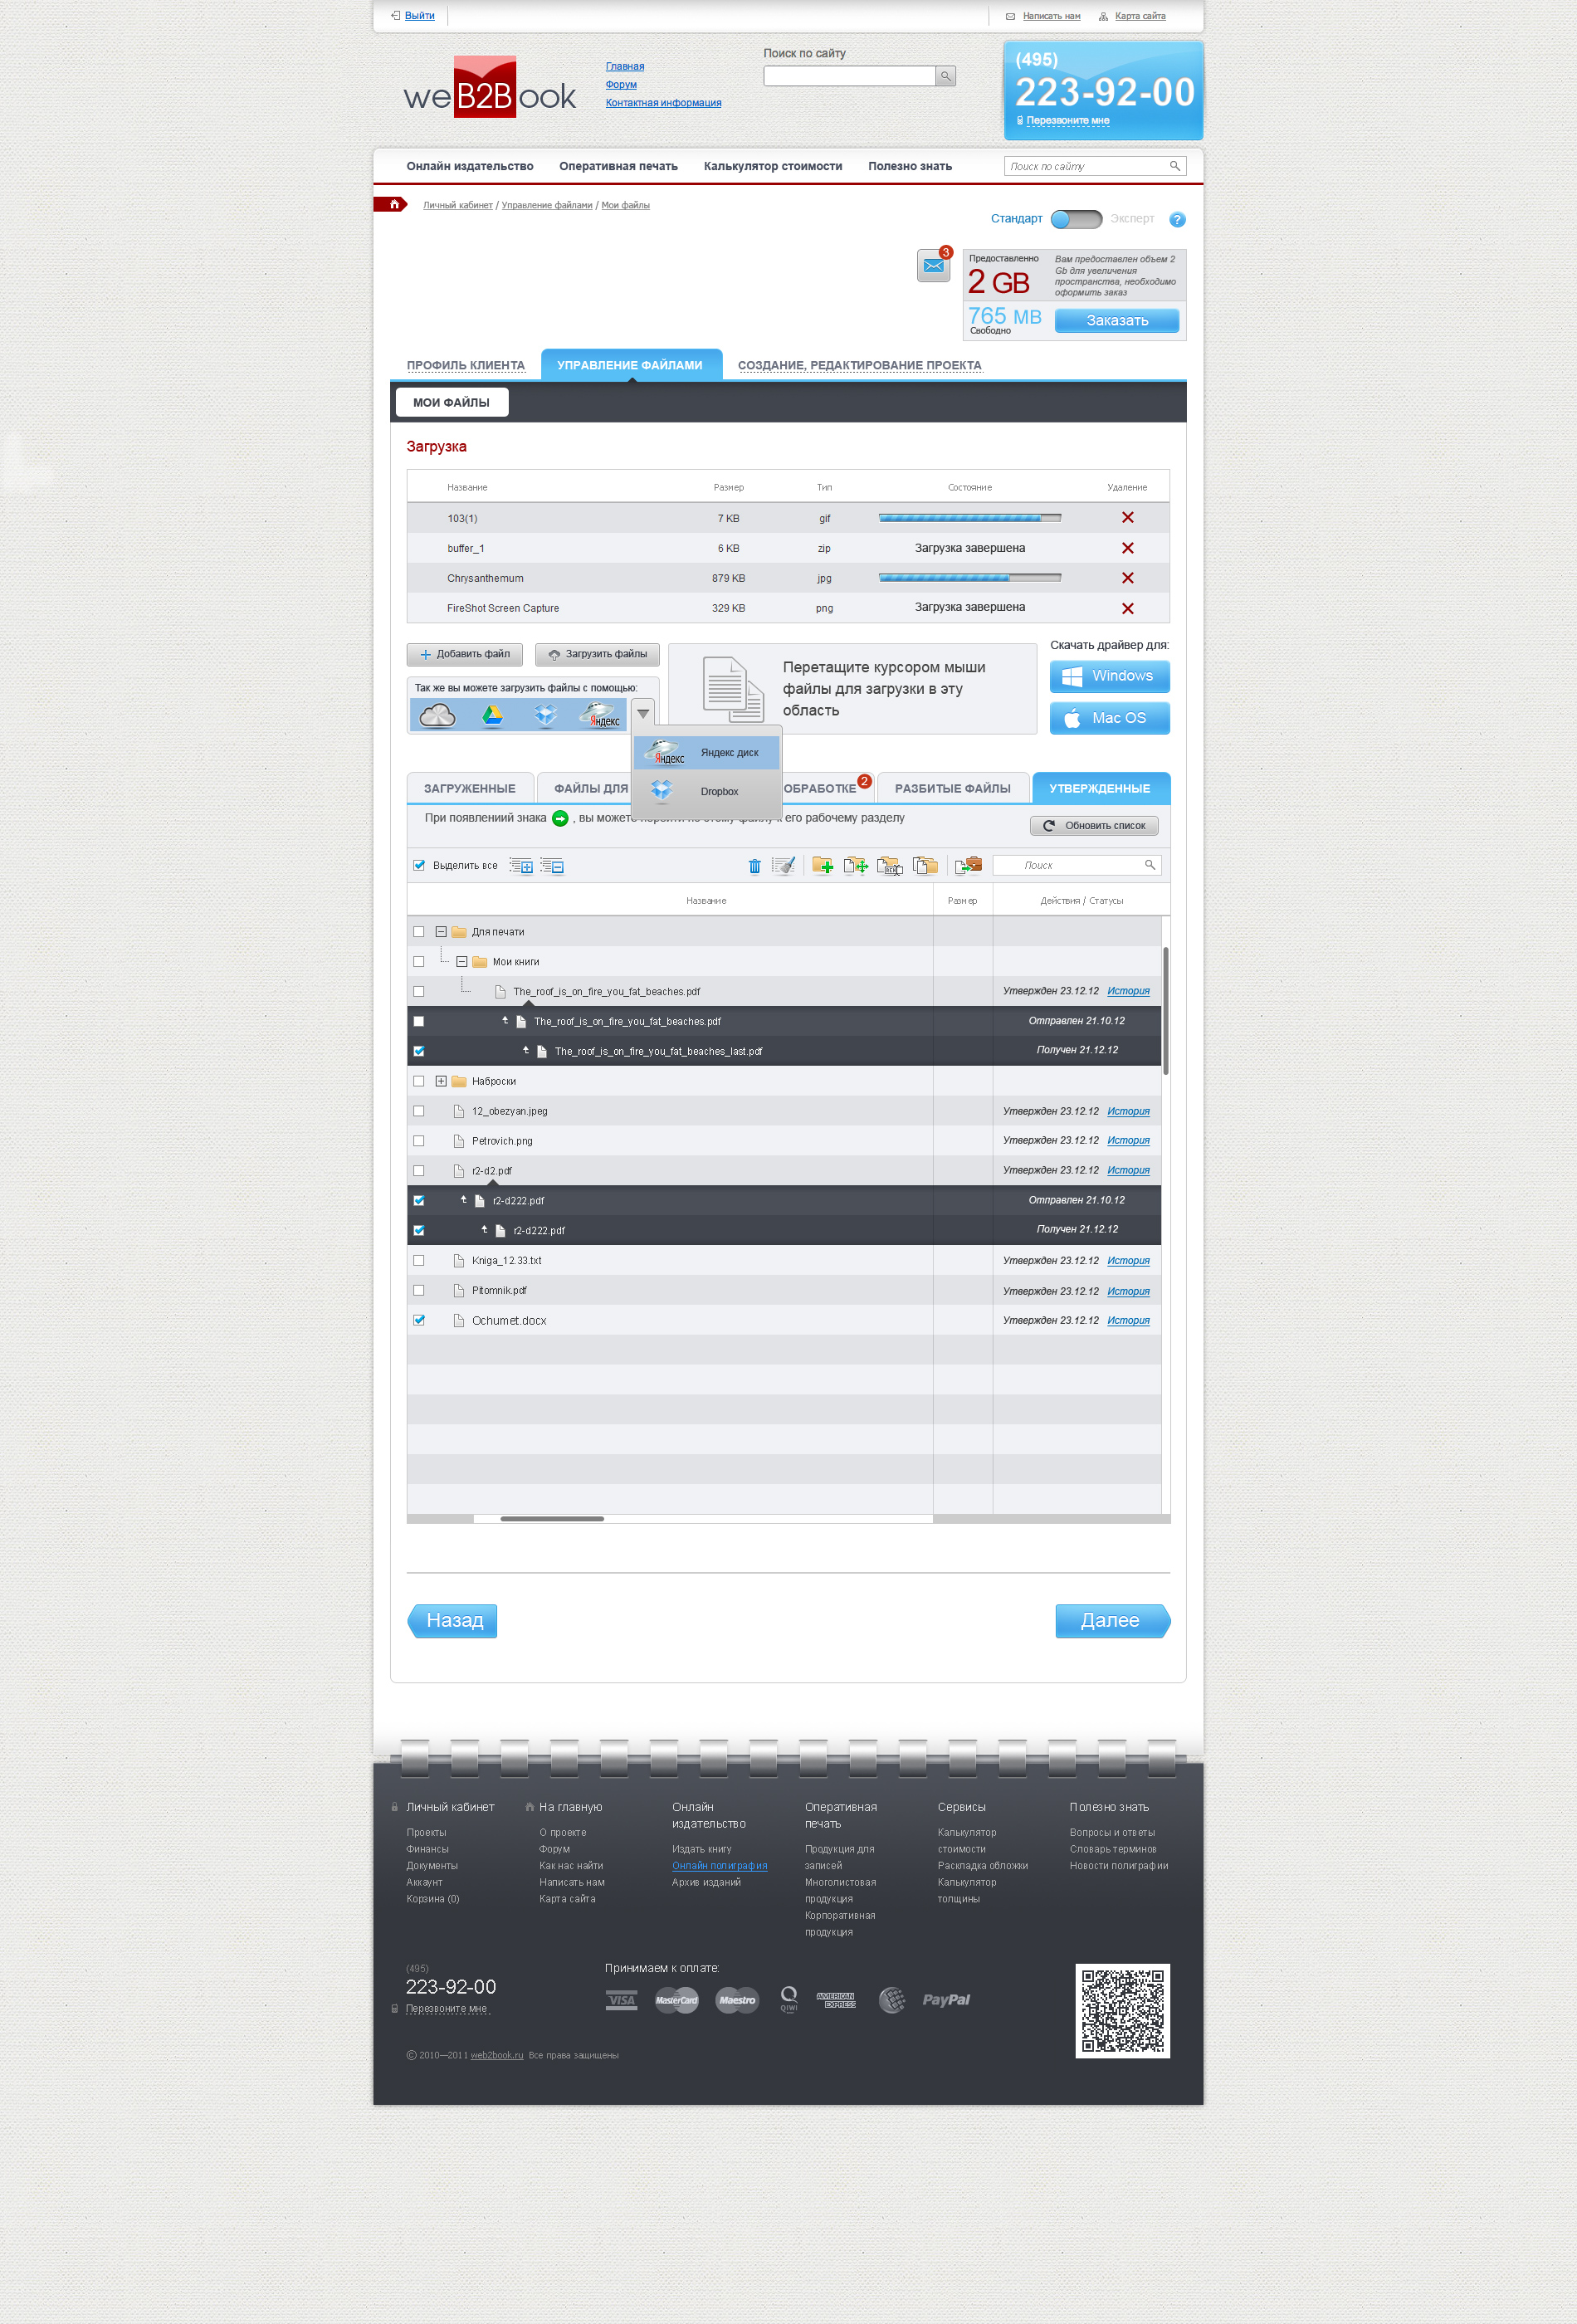 Выйти
Написать нам Карта сайта
weB2Book
Главная
Форум
Контактная информация
Поиск по сайту
(495)
223-92-00
Перезвоните мне
Онлайн издательство Оперативная печать Калькулятор стоимости Полезно знать Поиск по сайту
Личный кабинет / Управление файлами / Мои файлы
Стандарт Эксперт ?
3
Предоставленно
2 GB
Вам предоставлен объем 2
Gb для увеличения
пространства, необходимо
оформить заказ
765 MB
Свободно
Заказать
ПРОФИЛЬ КЛИЕНТА УПРАВЛЕНИЕ ФАЙЛАМИ СОЗДАНИЕ, РЕДАКТИРОВАНИЕ ПРОЕКТА
МОИ ФАЙЛЫ
Загрузка
Название Размер Тип Состояние Удаление
103(1) 7 KB gif
buffer_1 6 KB zip Загрузка завершена
Chrysanthemum 879 KB jpg
FireShot Screen Capture 329 KB png Загрузка завершена
Добавить файл Загрузить файлы
Так же вы можете загрузить файлы с помощью:
Яндекс
Перетащите курсором мыши
файлы для загрузки в эту
область
Скачать драйвер для:
Windows
Mac OS
Яндекс Яндекс диск
Dropbox
ЗАГРУЖЕННЫЕ ФАЙЛЫ ДЛЯ ОБРАБОТКЕ 2 РАЗБИТЫЕ ФАЙЛЫ УТВЕРЖДЕННЫЕ
При появлениий знака , вы можете перейти по этому файлу к его рабочему разделу
Обновить список
Выделить все Поиск
Название Размер Действия / Статусы
Для печати
Мои книги
The_roof_is_on_fire_you_fat_beaches.pdf Утвержден 23.12.12 История
The_roof_is_on_fire_you_fat_beaches.pdf Отправлен 21.10.12
The_roof_is_on_fire_you_fat_beaches_last.pdf Получен 21.12.12
Наброски
12_obezyan.jpeg Утвержден 23.12.12 История
Petrovich.png Утвержден 23.12.12 История
r2-d2.pdf Утвержден 23.12.12 История
r2-d222.pdf Отправлен 21.10.12
r2-d222.pdf Получен 21.12.12
Kniga_12.33.txt Утвержден 23.12.12 История
Pitomnik.pdf Утвержден 23.12.12 История
Ochumet.docx Утвержден 23.12.12 История
Назад Далее
Личный кабинет
Проекты
Финансы
Документы
Аккаунт
Корзина (0)
На главную
О проекте
Форум
Как нас найти
Написать нам
Карта сайта
Онлайн
издательство
Издать книгу
Онлайн полиграфия
Архив изданий
Оперативная
печать
Продукция для
записей
Многолистовая
продукция
Корпоративная
продукция
Сервисы
Калькулятор
стоимости
Раскладка обложки
Калькулятор
толщины
Полезно знать
Вопросы и ответы
Словарь терминов
Новости полиграфии
(495)
223-92-00
Перезвоните мне
Принимаем к оплате:
VISA MasterCard Maestro QIWI AMERICAN EXPRESS PayPal
© 2010—2011 web2book.ru Все права защищены